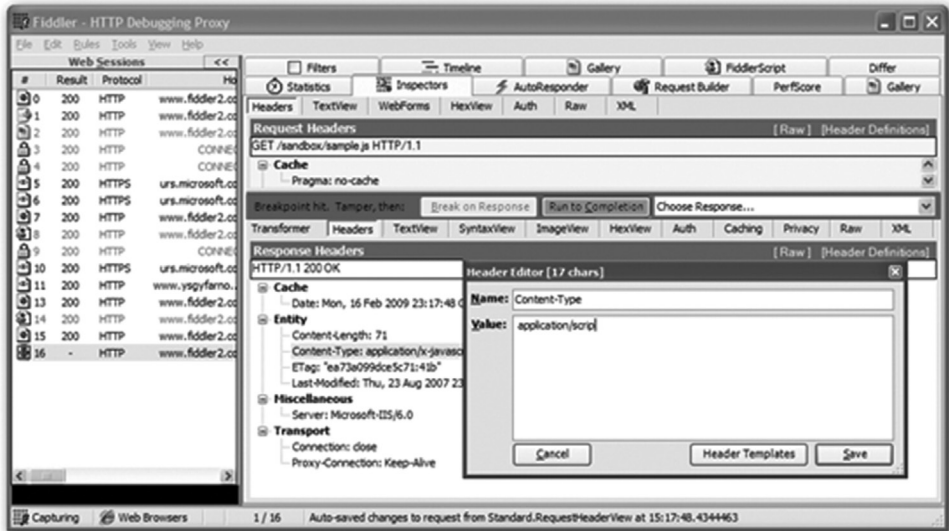 Fiddler - HTTP Debugging Proxy
File Edit Rules Tools View Help
Web Sessions <<
# Result Protocol Ho
0 200 HTTP www.fiddler2.co
1 200 HTTP www.fiddler2.co
2 200 HTTP www.fiddler2.co
3 200 HTTP CONNEC
4 200 HTTP CONNEC
5 200 HTTPS urs.microsoft.co
6 200 HTTPS urs.microsoft.co
7 200 HTTP www.fiddler2.co
8 200 HTTP www.fiddler2.co
9 200 HTTP CONNEC
10 200 HTTPS urs.microsoft.co
11 200 HTTP www.ysgyfarno..
13 200 HTTP www.fiddler2.co
14 200 HTTP www.fiddler2.co
15 200 HTTP www.fiddler2.co
16 - HTTP www.fiddler2.co
Filters Timeline Gallery FiddlerScript Differ
Statistics Inspectors AutoResponder Request Builder PerfScore Gallery
Headers TextView WebForms HexView Auth Raw XML
Request Headers [ Raw ] [Header Definitions]
GET /sandbox/sample.js HTTP/1.1
Cache
Pragma: no-cache
Breakpoint hit. Tamper, then: Break on Response Run to Completion Choose Response...
Transformer Headers TextView SyntaxView ImageView HexView Auth Caching Privacy Raw XML
Response Headers [ Raw ] [Header Definitions]
HTTP/1.1 200 OK
Cache
Date: Mon, 16 Feb 2009 23:17:48 G
Entity
Content-Length: 71
Content-Type: application/x-javasc
ETag: "ea73a099dce5c71:41b"
Last-Modified: Thu, 23 Aug 2007 23
Miscellaneous
Server: Microsoft-IIS/6.0
Transport
Connection: close
Proxy-Connection: Keep-Alive
Header Editor [17 chars]
Name: Content-Type
Value: application/scrip
Cancel Header Templates Save
Capturing Web Browsers 1 / 16 Auto-saved changes to request from Standard.RequestHeaderView at 15:17:48.4344463